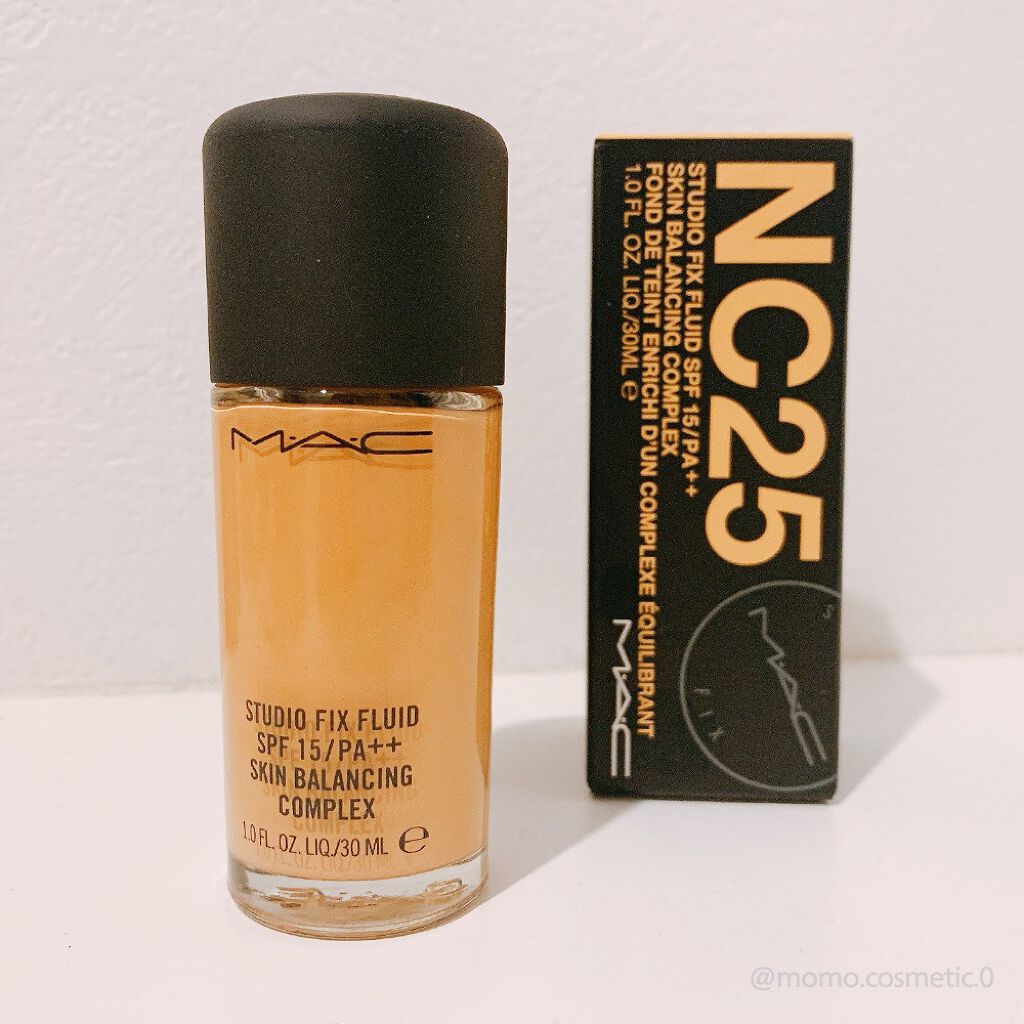 M·A·C
STUDIO FIX FLUID
SPF 15/PA++
SKIN BALANCING
COMPLEX
1.0 FL. OZ. LIQ./30 ML ℮
NC25
STUDIO FIX FLUID SPF 15/PA++
SKIN BALANCING COMPLEX
FOND DE TEINT ENRICHI D'UN COMPLEXE ÉQUILIBRANT
1.0 FL. OZ. LIQ./30ML ℮
M·A·C
MAC
FIX
@momo.cosmetic.0